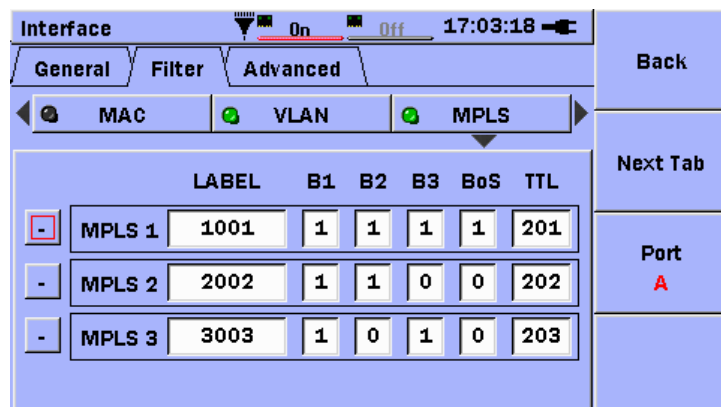 Interface On Off 17:03:18
General Filter Advanced
MAC VLAN MPLS
LABEL B1 B2 B3 BoS TTL
- MPLS 1 1001 1 1 1 1 201
- MPLS 2 2002 1 1 0 0 202
- MPLS 3 3003 1 0 1 0 203
Back
Next Tab
Port
A